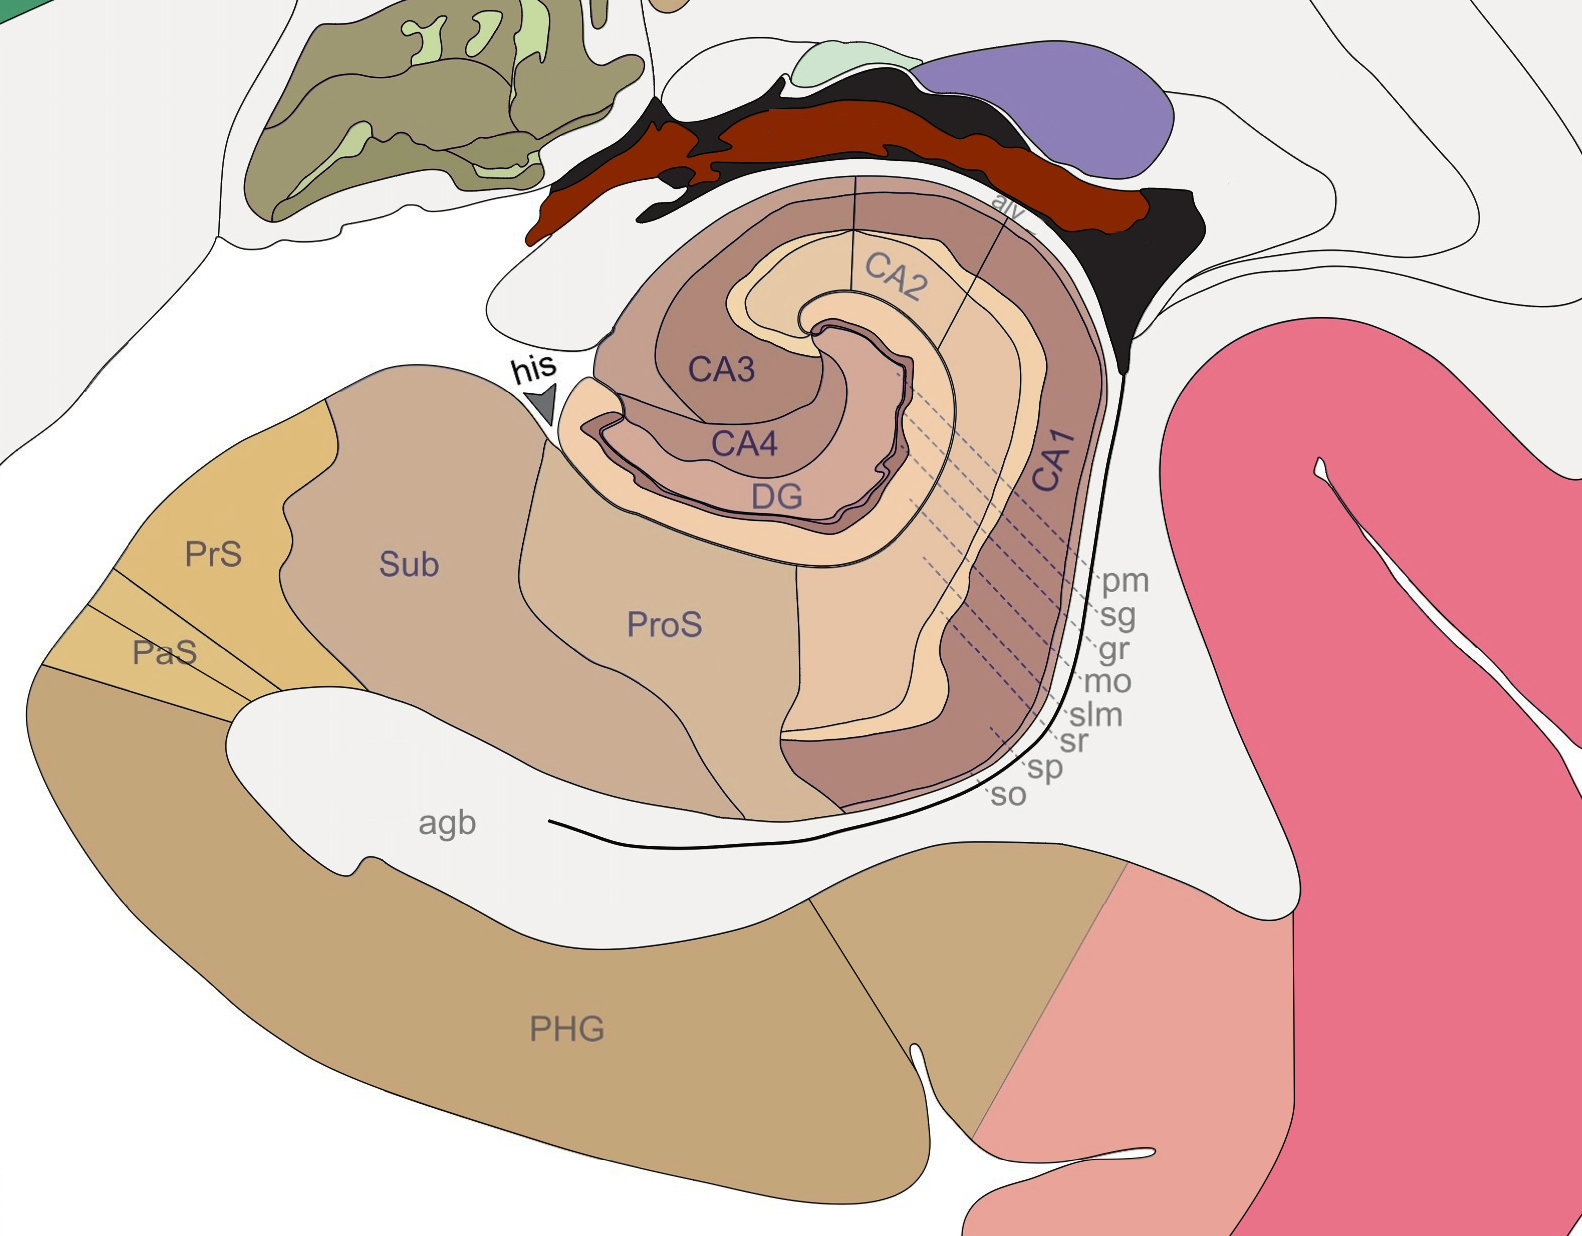 alv
CA2
his
CA3
CA4
CA1
DG
PrS
Sub
pm
sg
ProS
gr
PaS
mo
slm
sr
sp
so
agb
PHG